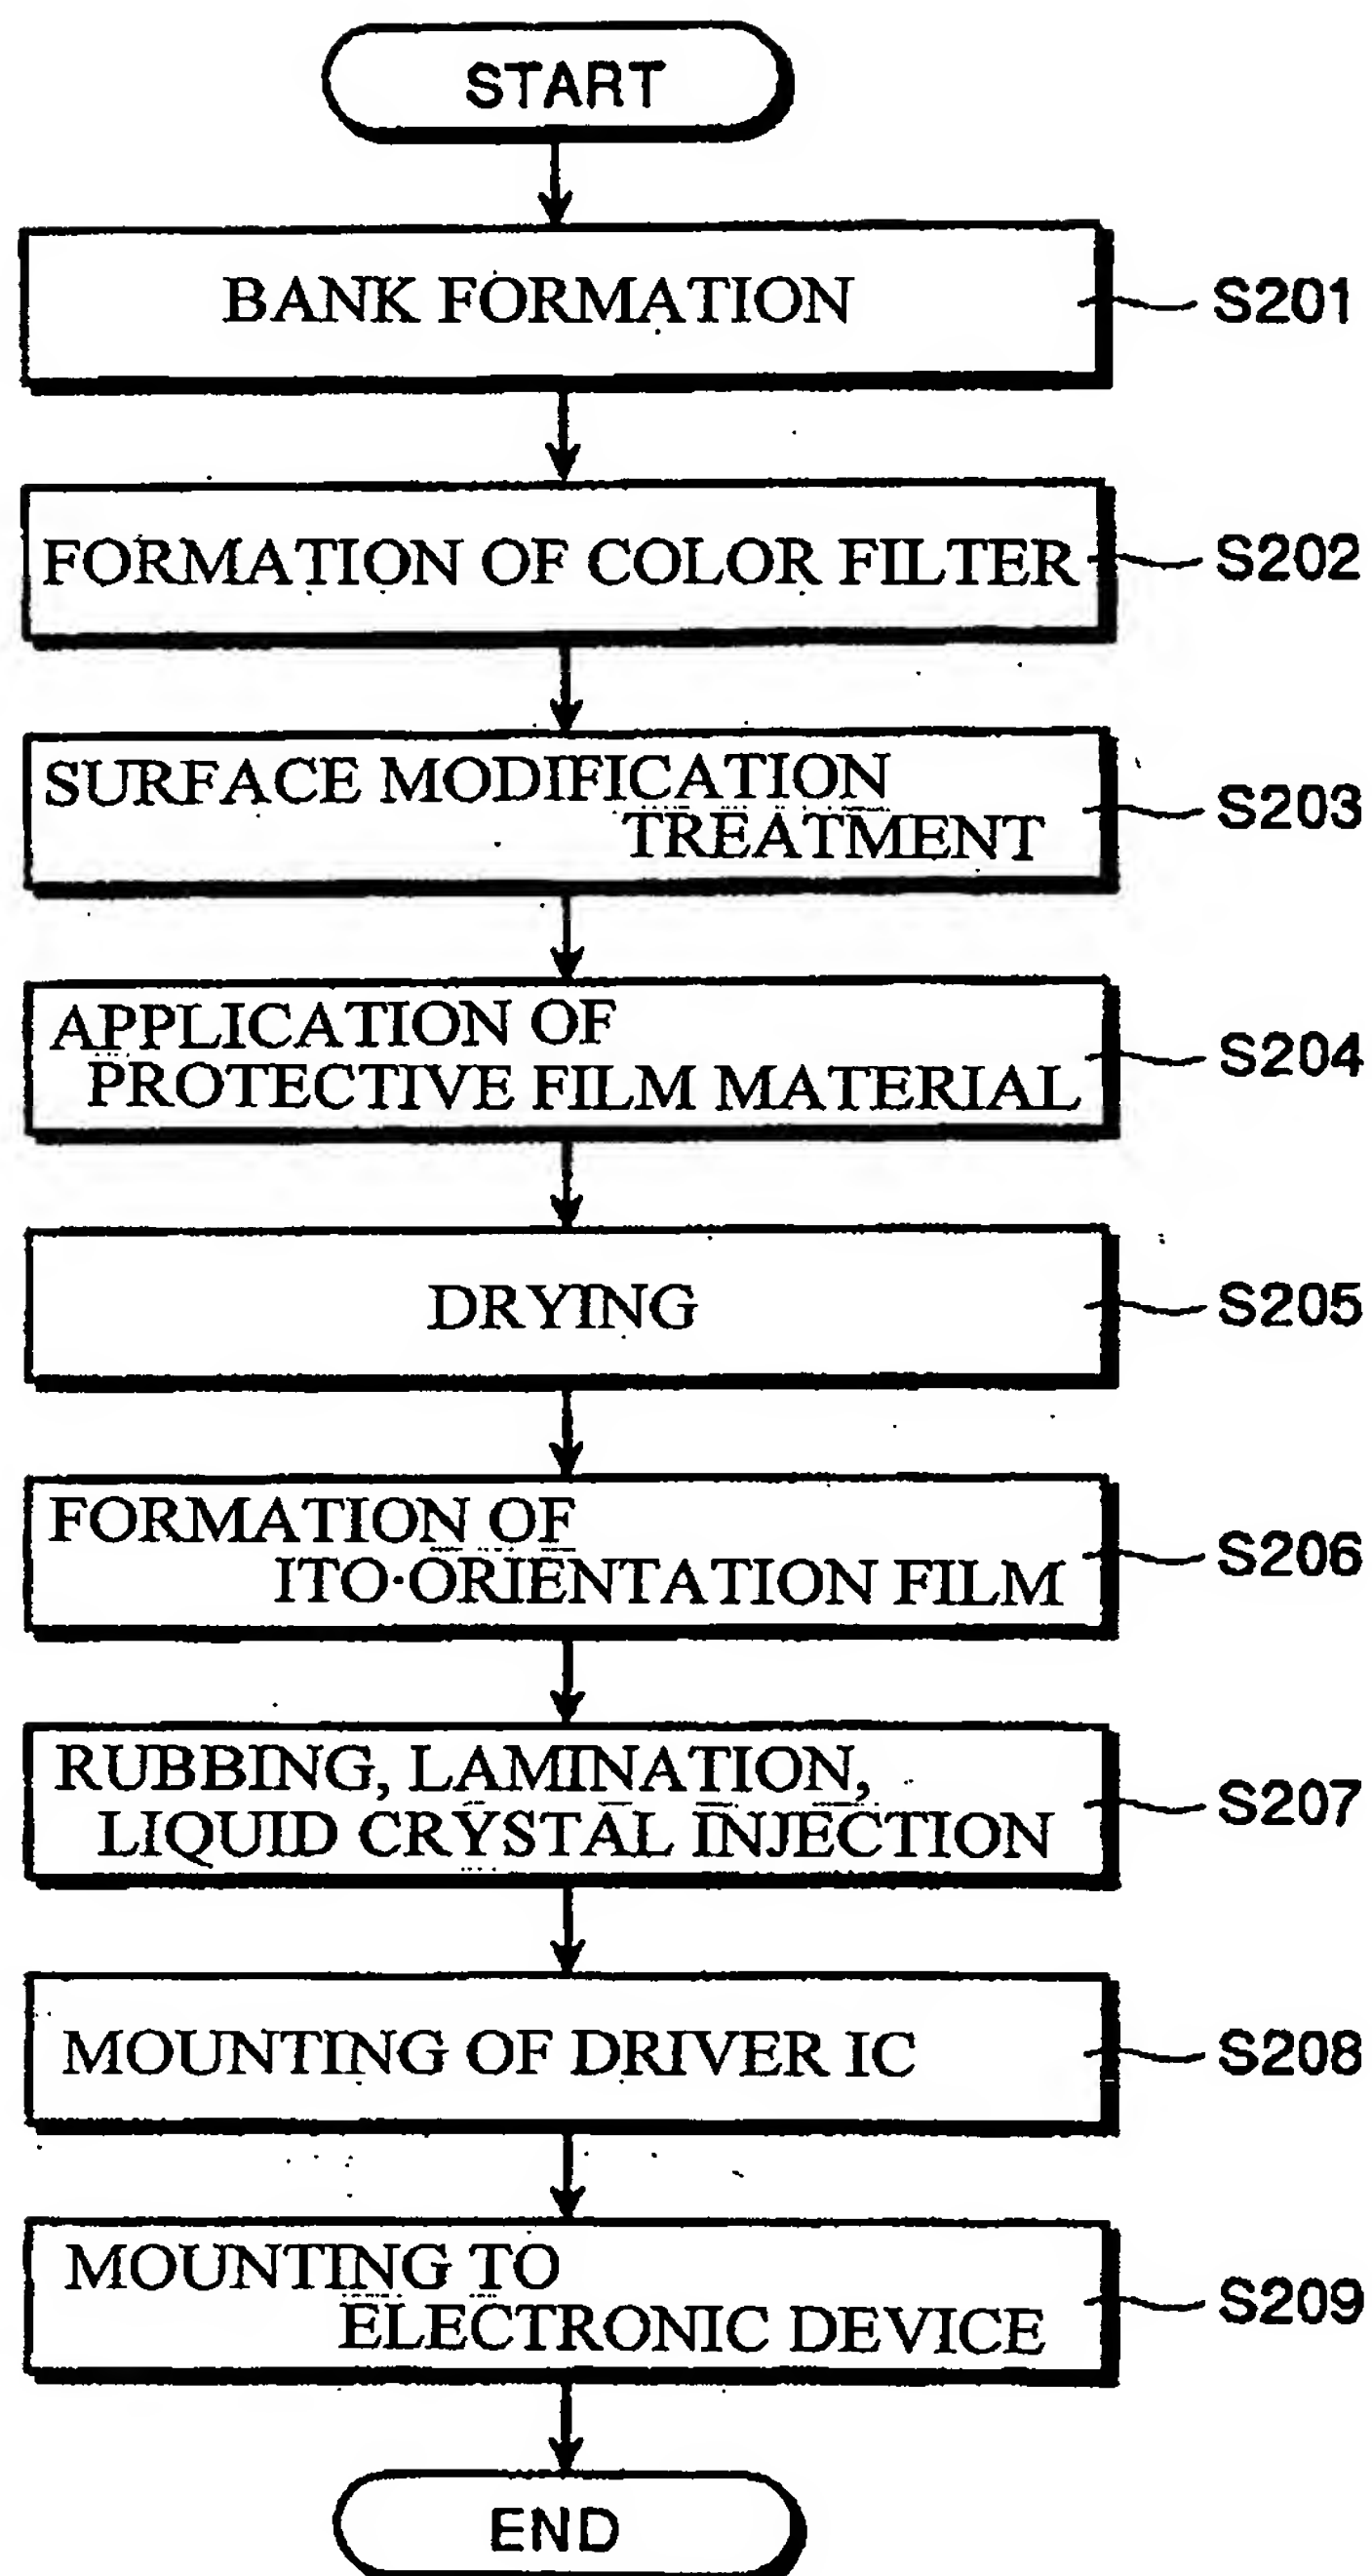 START
BANK FORMATION
S201
FORMATION OF COLOR FILTER
S202
SURFACE MODIFICATION
TREATMENT
S203
APPLICATION OF
PROTECTIVE FILM MATERIAL
S204
DRYING
S205
FORMATION OF
ITO·ORIENTATION FILM
S206
RUBBING, LAMINATION,
LIQUID CRYSTAL INJECTION
S207
MOUNTING OF DRIVER IC
S208
MOUNTING TO
ELECTRONIC DEVICE
S209
END